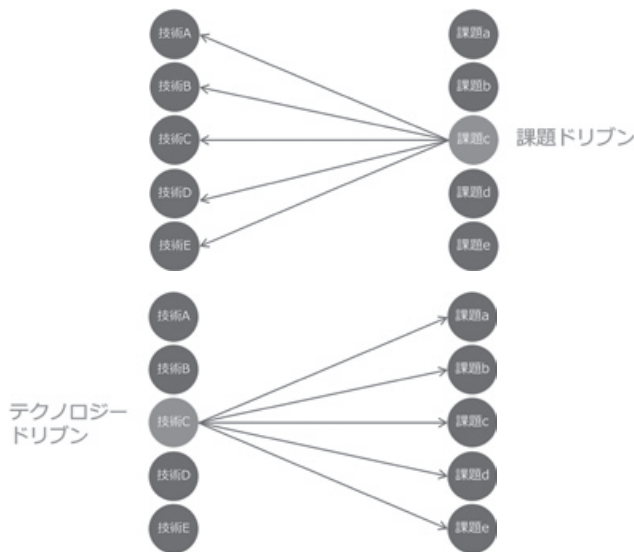 技術A
課題a
技術B
課題b
技術C
課題c
課題ドリブン
技術D
課題d
技術E
課題e
技術A
課題a
技術B
課題b
テクノロジー
ドリブン
技術C
課題c
技術D
課題d
技術E
課題e